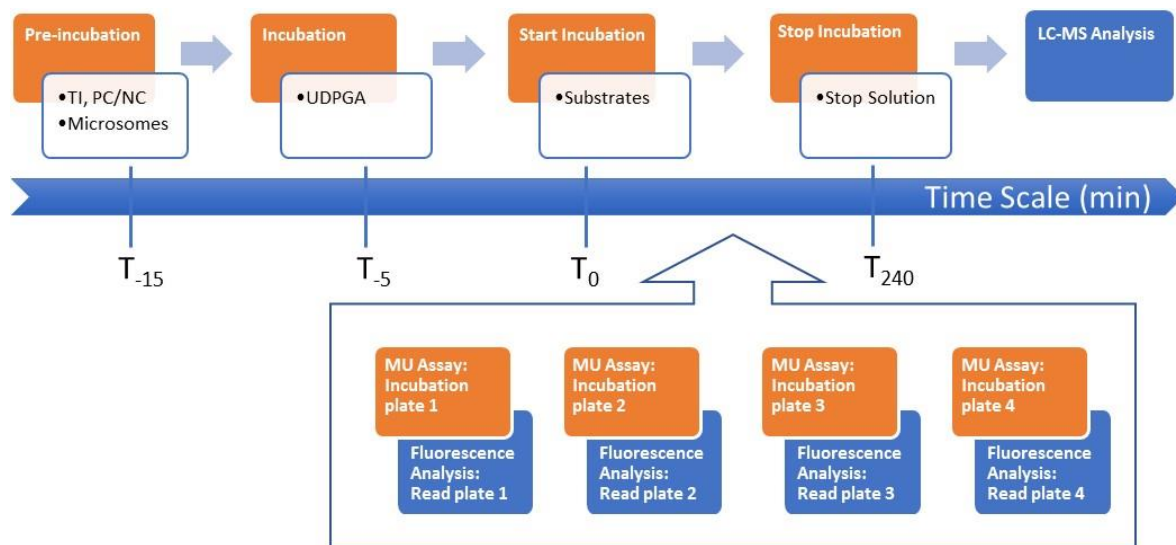 Pre-incubation
Incubation
Start Incubation
Stop Incubation
LC-MS Analysis
•TI, PC/NC
•Microsomes
•UDPGA
•Substrates
•Stop Solution
Time Scale (min)
T-15
T-5
T0
T240
MU Assay:
Incubation
plate 1
MU Assay:
Incubation
plate 2
MU Assay:
Incubation
plate 3
MU Assay:
Incubation
plate 4
Fluorescence
Analysis:
Read plate 1
Fluorescence
Analysis:
Read plate 2
Fluorescence
Analysis:
Read plate 3
Fluorescence
Analysis:
Read plate 4